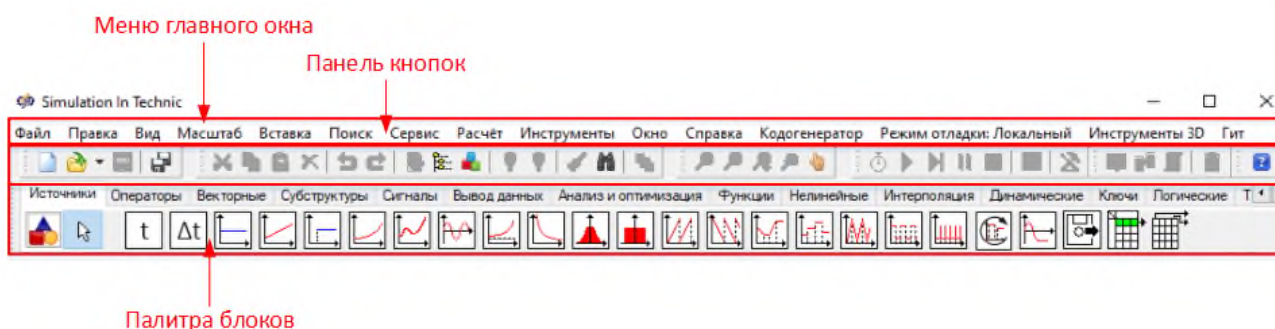 Меню главного окна
Панель кнопок
Simulation In Technic
Файл Правка Вид Масштаб Вставка Поиск Сервис Расчёт Инструменты Окно Справка Кодогенератор Режим отладки: Локальный Инструменты 3D Гит
Источники Операторы Векторные Субструктуры Сигналы Вывод данных Анализ и оптимизация Функции Нелинейные Интерполяция Динамические Ключи Логические Т
t Δt
Палитра блоков